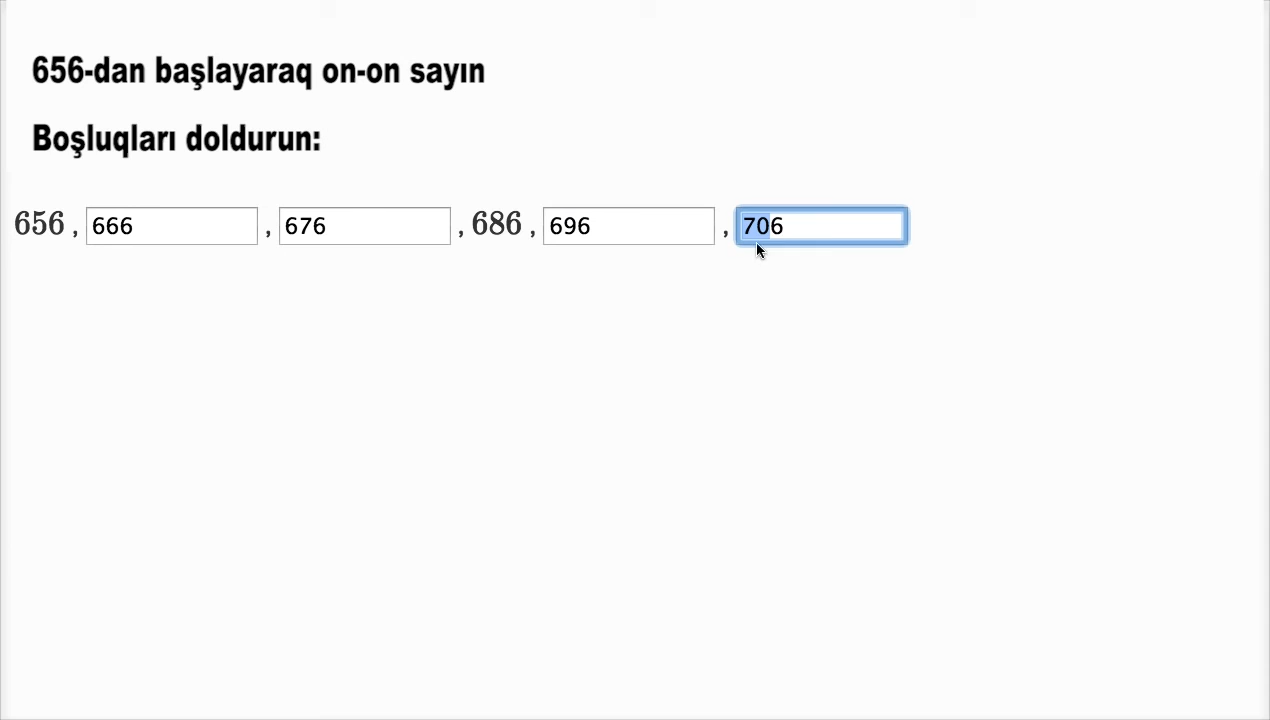 656-dan başlayaraq on-on sayın
Boşluqları doldurun:
656 , 666 , 676 , 686 , 696 , 706